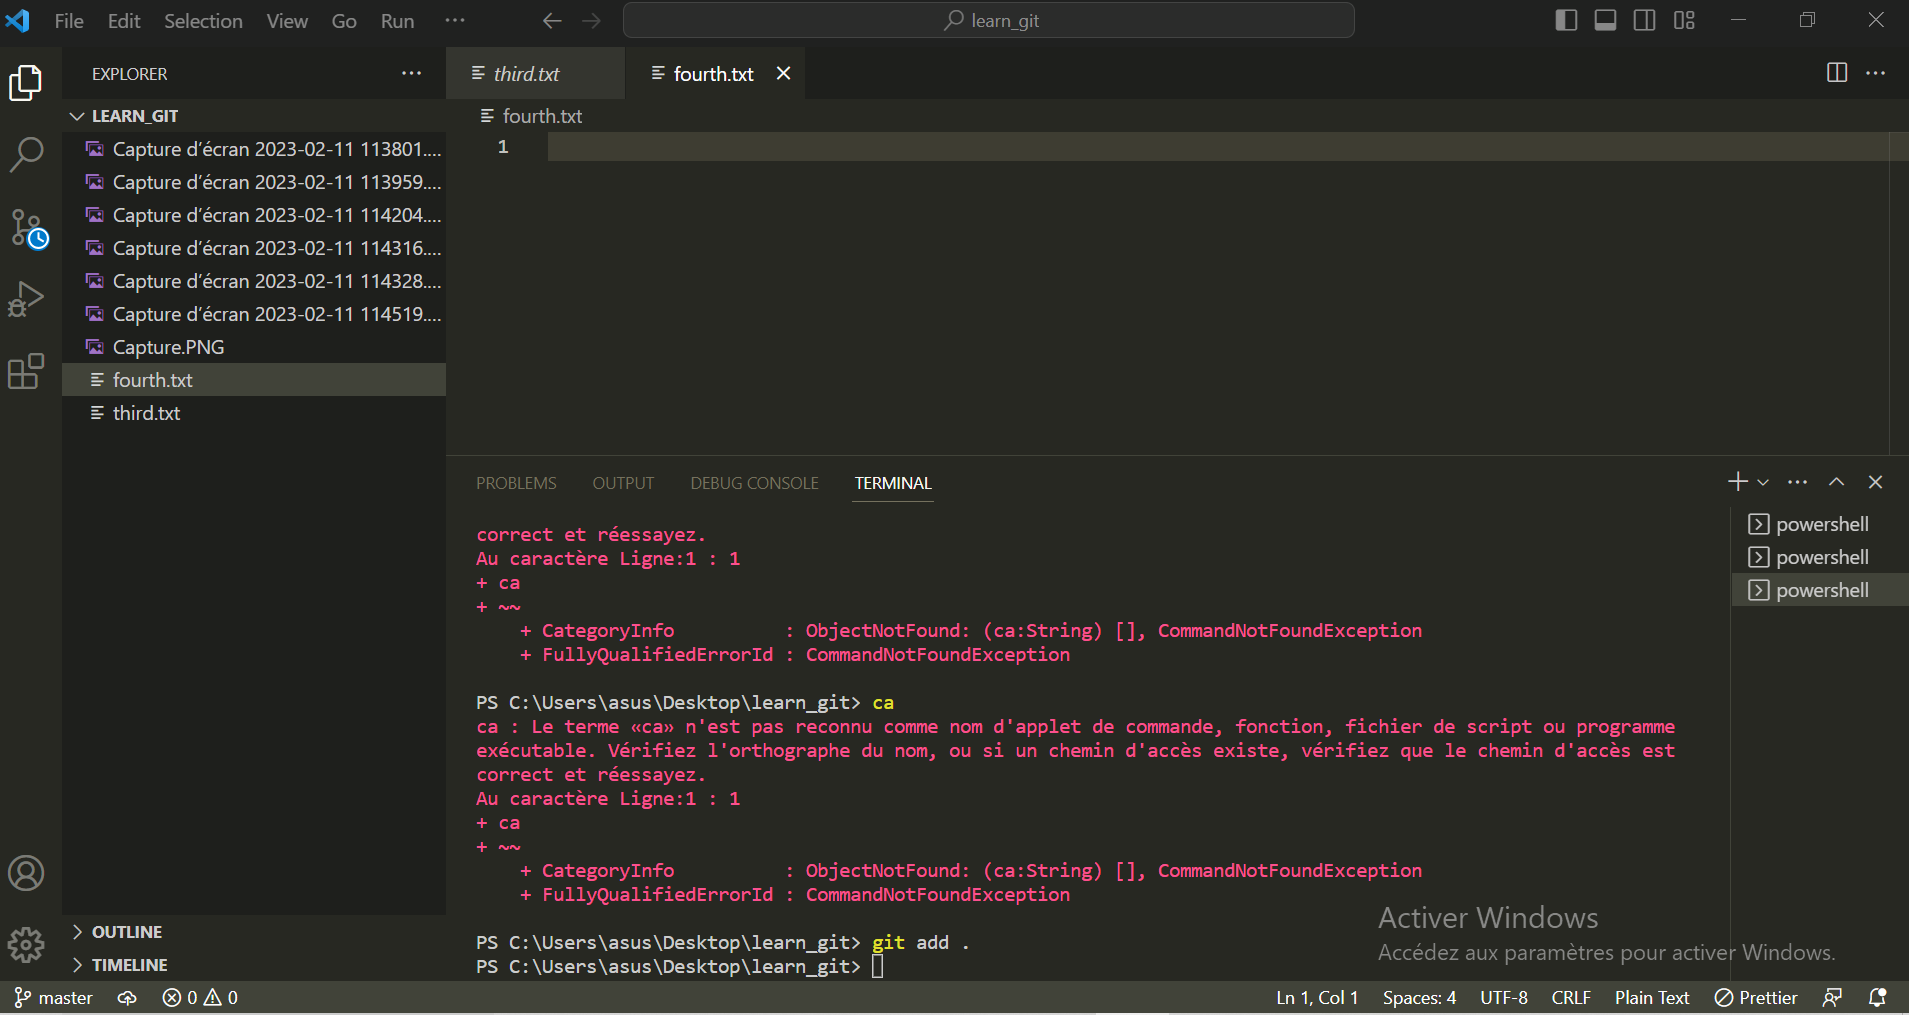 File Edit Selection View Go Run ··· learn_git
EXPLORER ···
LEARN_GIT
Capture d’écran 2023-02-11 113801....
Capture d’écran 2023-02-11 113959....
Capture d’écran 2023-02-11 114204....
Capture d’écran 2023-02-11 114316....
Capture d’écran 2023-02-11 114328....
Capture d’écran 2023-02-11 114519....
Capture.PNG
fourth.txt
third.txt
OUTLINE
TIMELINE
third.txt fourth.txt
fourth.txt
1
PROBLEMS OUTPUT DEBUG CONSOLE TERMINAL
correct et réessayez.
Au caractère Ligne:1 : 1
+ ca
+ ~~
+ CategoryInfo : ObjectNotFound: (ca:String) [], CommandNotFoundException
+ FullyQualifiedErrorId : CommandNotFoundException
PS C:\Users\asus\Desktop\learn_git> ca
ca : Le terme «ca» n'est pas reconnu comme nom d'applet de commande, fonction, fichier de script ou programme
exécutable. Vérifiez l'orthographe du nom, ou si un chemin d'accès existe, vérifiez que le chemin d'accès est
correct et réessayez.
Au caractère Ligne:1 : 1
+ ca
+ ~~
+ CategoryInfo : ObjectNotFound: (ca:String) [], CommandNotFoundException
+ FullyQualifiedErrorId : CommandNotFoundException
PS C:\Users\asus\Desktop\learn_git> git add .
PS C:\Users\asus\Desktop\learn_git>
powershell
powershell
powershell
Activer Windows
Accédez aux paramètres pour activer Windows.
master 0 0 Ln 1, Col 1 Spaces: 4 UTF-8 CRLF Plain Text Prettier